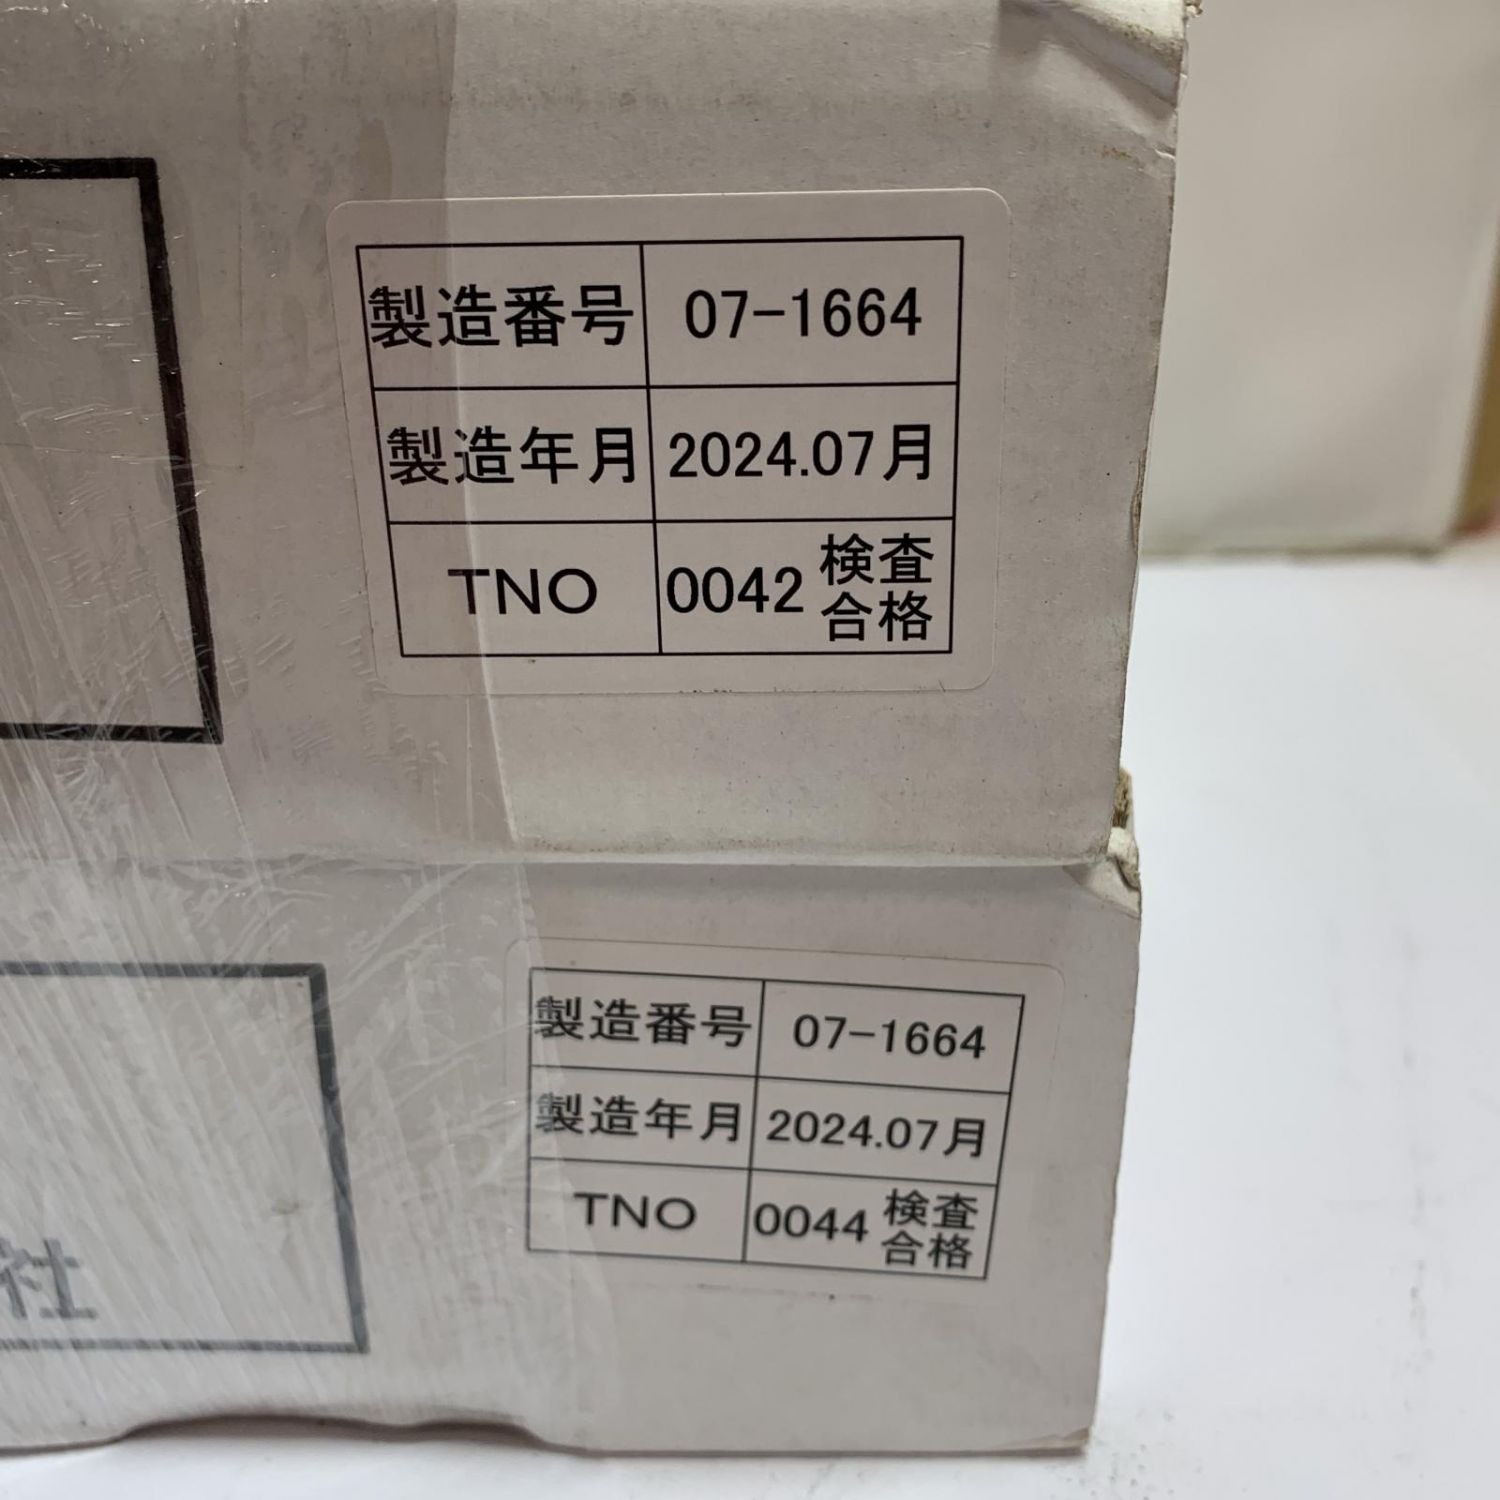 製造番号 07-1664
製造年月 2024.07月
TNO 0042 検査合格
製造番号 07-1664
製造年月 2024.07月
TNO 0044 検査合格
社